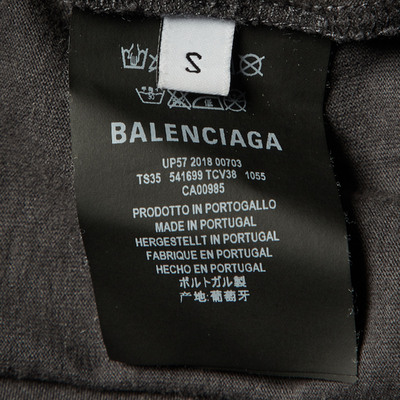 S
BALENCIAGA
UP57 2018 00703
TS35 541699 TCV38 1055
CA00985
PRODOTTO IN PORTOGALLO
MADE IN PORTUGAL
HERGESTELLT IN PORTUGAL
FABRIQUE EN PORTUGAL
HECHO EN PORTUGAL
ポルトガル製
产地:葡萄牙